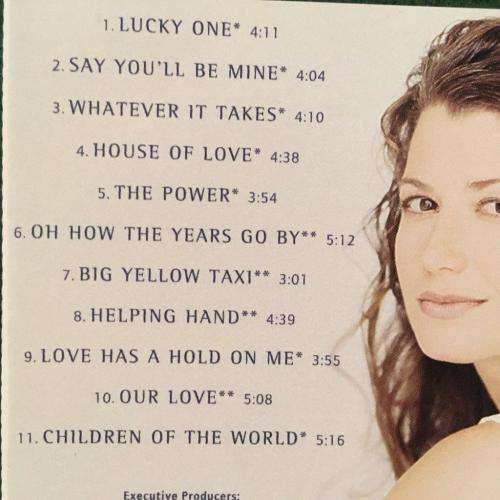 1. LUCKY ONE* 4:11
2. SAY YOU'LL BE MINE* 4:04
3. WHATEVER IT TAKES* 4:10
4. HOUSE OF LOVE* 4:38
5. THE POWER* 3:54
6. OH HOW THE YEARS GO BY** 5:12
7. BIG YELLOW TAXI** 3:01
8. HELPING HAND** 4:39
9. LOVE HAS A HOLD ON ME* 3:55
10. OUR LOVE** 5:08
11. CHILDREN OF THE WORLD* 5:16
Executive Producers: